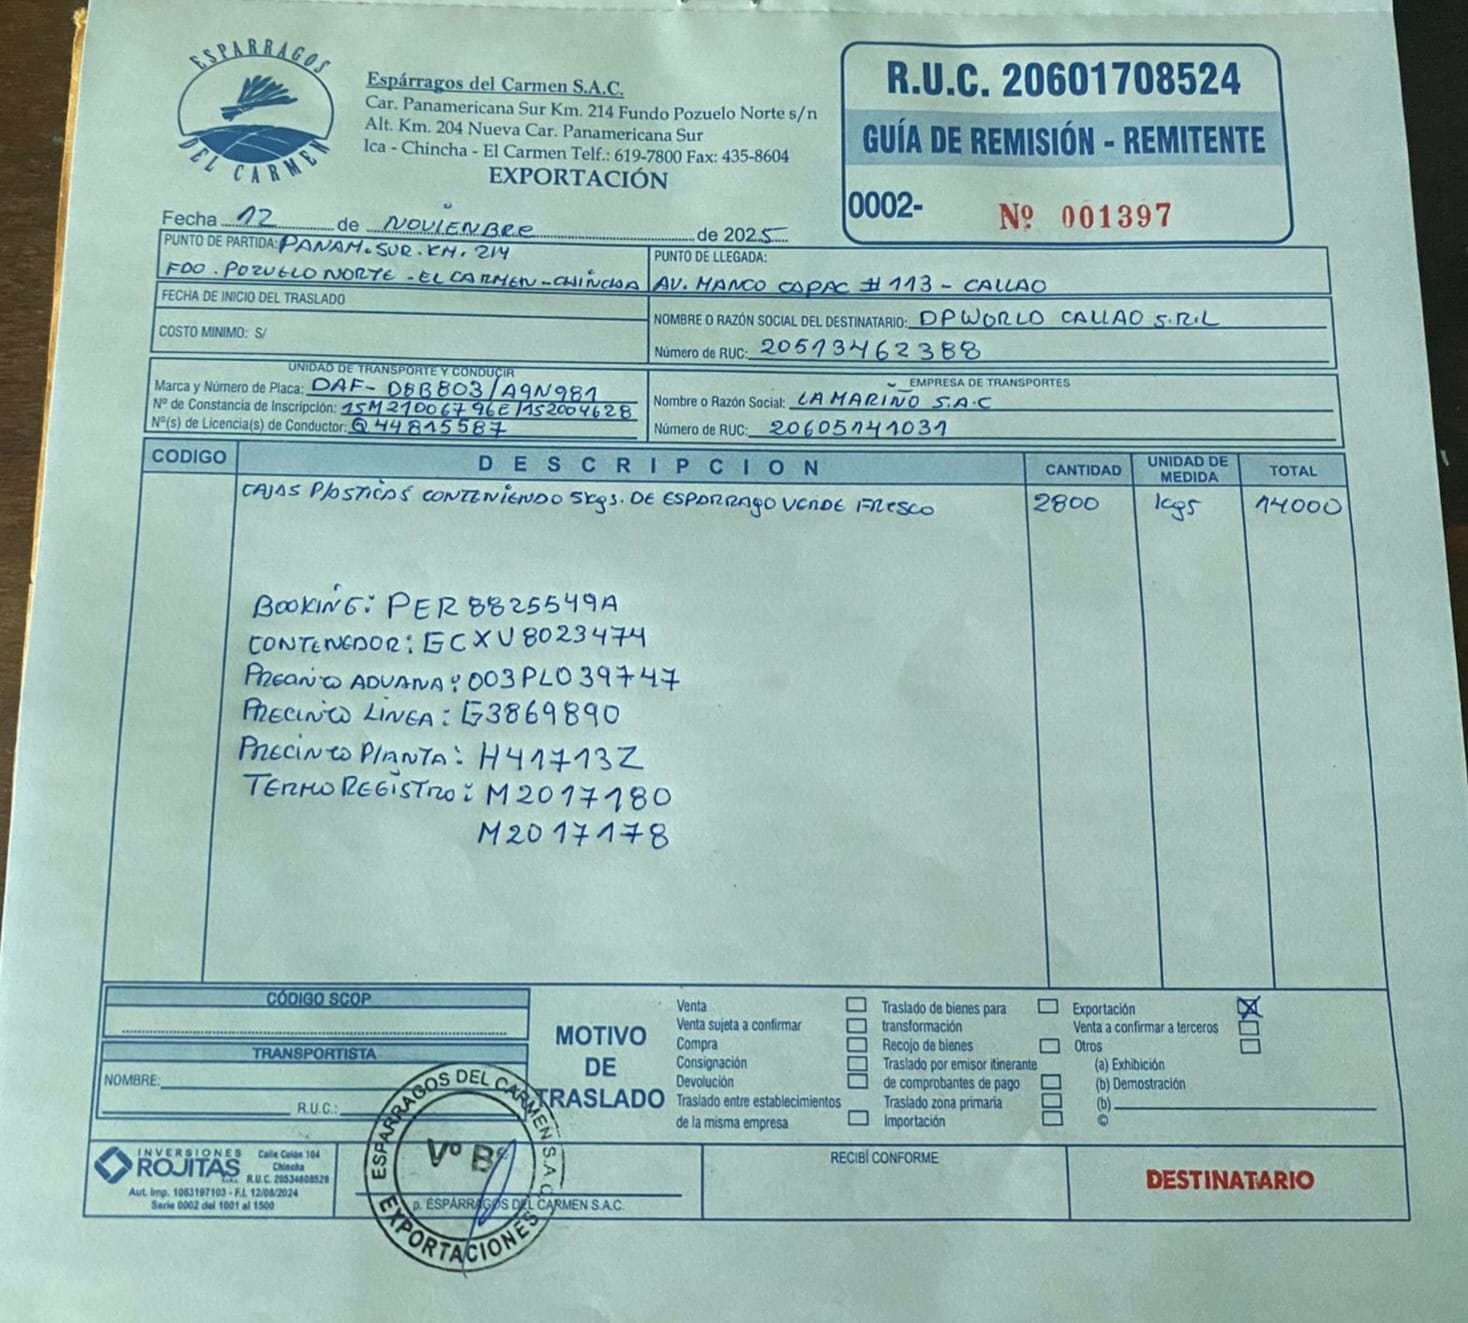 ESPARRAGOS
DEL CARMEN
Espárragos del Carmen S.A.C.
Car. Panamericana Sur Km. 214 Fundo Pozuelo Norte s/n
Alt. Km. 204 Nueva Car. Panamericana Sur
Ica - Chincha - El Carmen Telf.: 619-7800 Fax: 435-8604
EXPORTACIÓN
R.U.C. 20601708524
GUÍA DE REMISIÓN - REMITENTE
0002- Nº 001397
Fecha 12 de NOVIENBRE de 2025
PUNTO DE PARTIDA: PANAM. SUR. KM. 214
FDO. POZUELO NORTE - EL CARMEN - CHINCHA
PUNTO DE LLEGADA:
AV. MANCO CAPAC # 113 - CALLAO
FECHA DE INICIO DEL TRASLADO
COSTO MINIMO: S/
NOMBRE O RAZÓN SOCIAL DEL DESTINATARIO: DPWORLD CALLAO S.R.L
Número de RUC: 20513462388
UNIDAD DE TRANSPORTE Y CONDUCIR
Marca y Número de Placa: DAF- D8B803/A9N981
Nº de Constancia de Inscripción: 15M21006796E/152004628
Nº(s) de Licencia(s) de Conductor: Q44815587
EMPRESA DE TRANSPORTES
Nombre o Razón Social: LA MARIÑO S.A.C
Número de RUC: 20605141031
CODIGO DESCRIPCION CANTIDAD UNIDAD DE MEDIDA TOTAL
CAJAS PlASTICAS CONTENIENDO 5kgs. DE ESPARRAgO VERDE FRESCO 2800 kgs 14000
BOOKING: PER8825549A
CONTENEDOR: GCXU8023474
PRECINTO ADUANA: 003PL039747
PRECINTO LINEA: G3869890
PRECINTO PlANTA: H41713Z
TERMOREGISTRO: M2017180
M2017178
CÓDIGO SCOP
TRANSPORTISTA
NOMBRE:
R.U.C.:
MOTIVO
DE
TRASLADO
Venta
Venta sujeta a confirmar
Compra
Consignación
Devolución
Traslado entre establecimientos
de la misma empresa
Traslado de bienes para
transformación
Recojo de bienes
Traslado por emisor itinerante
de comprobantes de pago
Traslado zona primaria
Importación
Exportación X
Venta a confirmar a terceros
Otros
(a) Exhibición
(b) Demostración
(b)
©
INVERSIONES
ROJITAS
Calle Colón 104
Chincha
R.U.C. 20534608528
Aut. Imp. 1063197103 - F.I. 12/08/2024
Serie 0002 del 1001 al 1500
ESPARRAGOS DEL CARMEN S.A.C.
Vº Bº
EXPORTACIONES
p. ESPÁRRAGOS DEL CARMEN S.A.C.
RECIBÍ CONFORME
DESTINATARIO